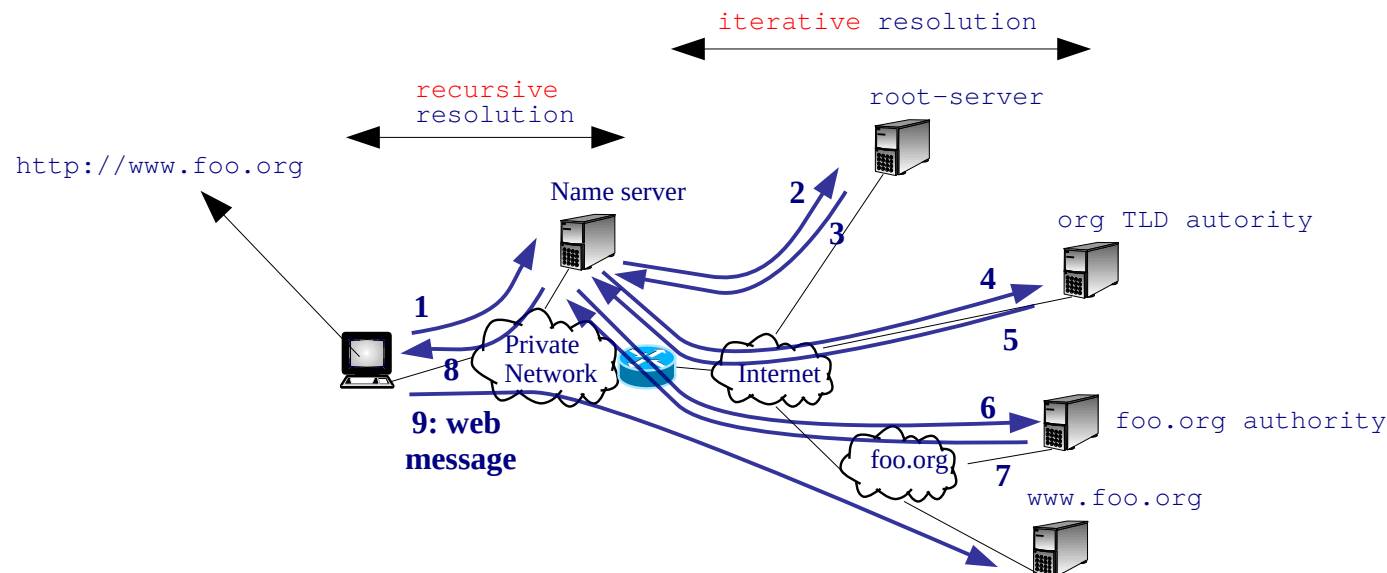 iterative resolution
recursive
resolution
root-server
http://www.foo.org
Name server
2
3
org TLD autority
1
4
5
8
Private
Network
Internet
9: web
message
6
foo.org authority
foo.org
7
www.foo.org